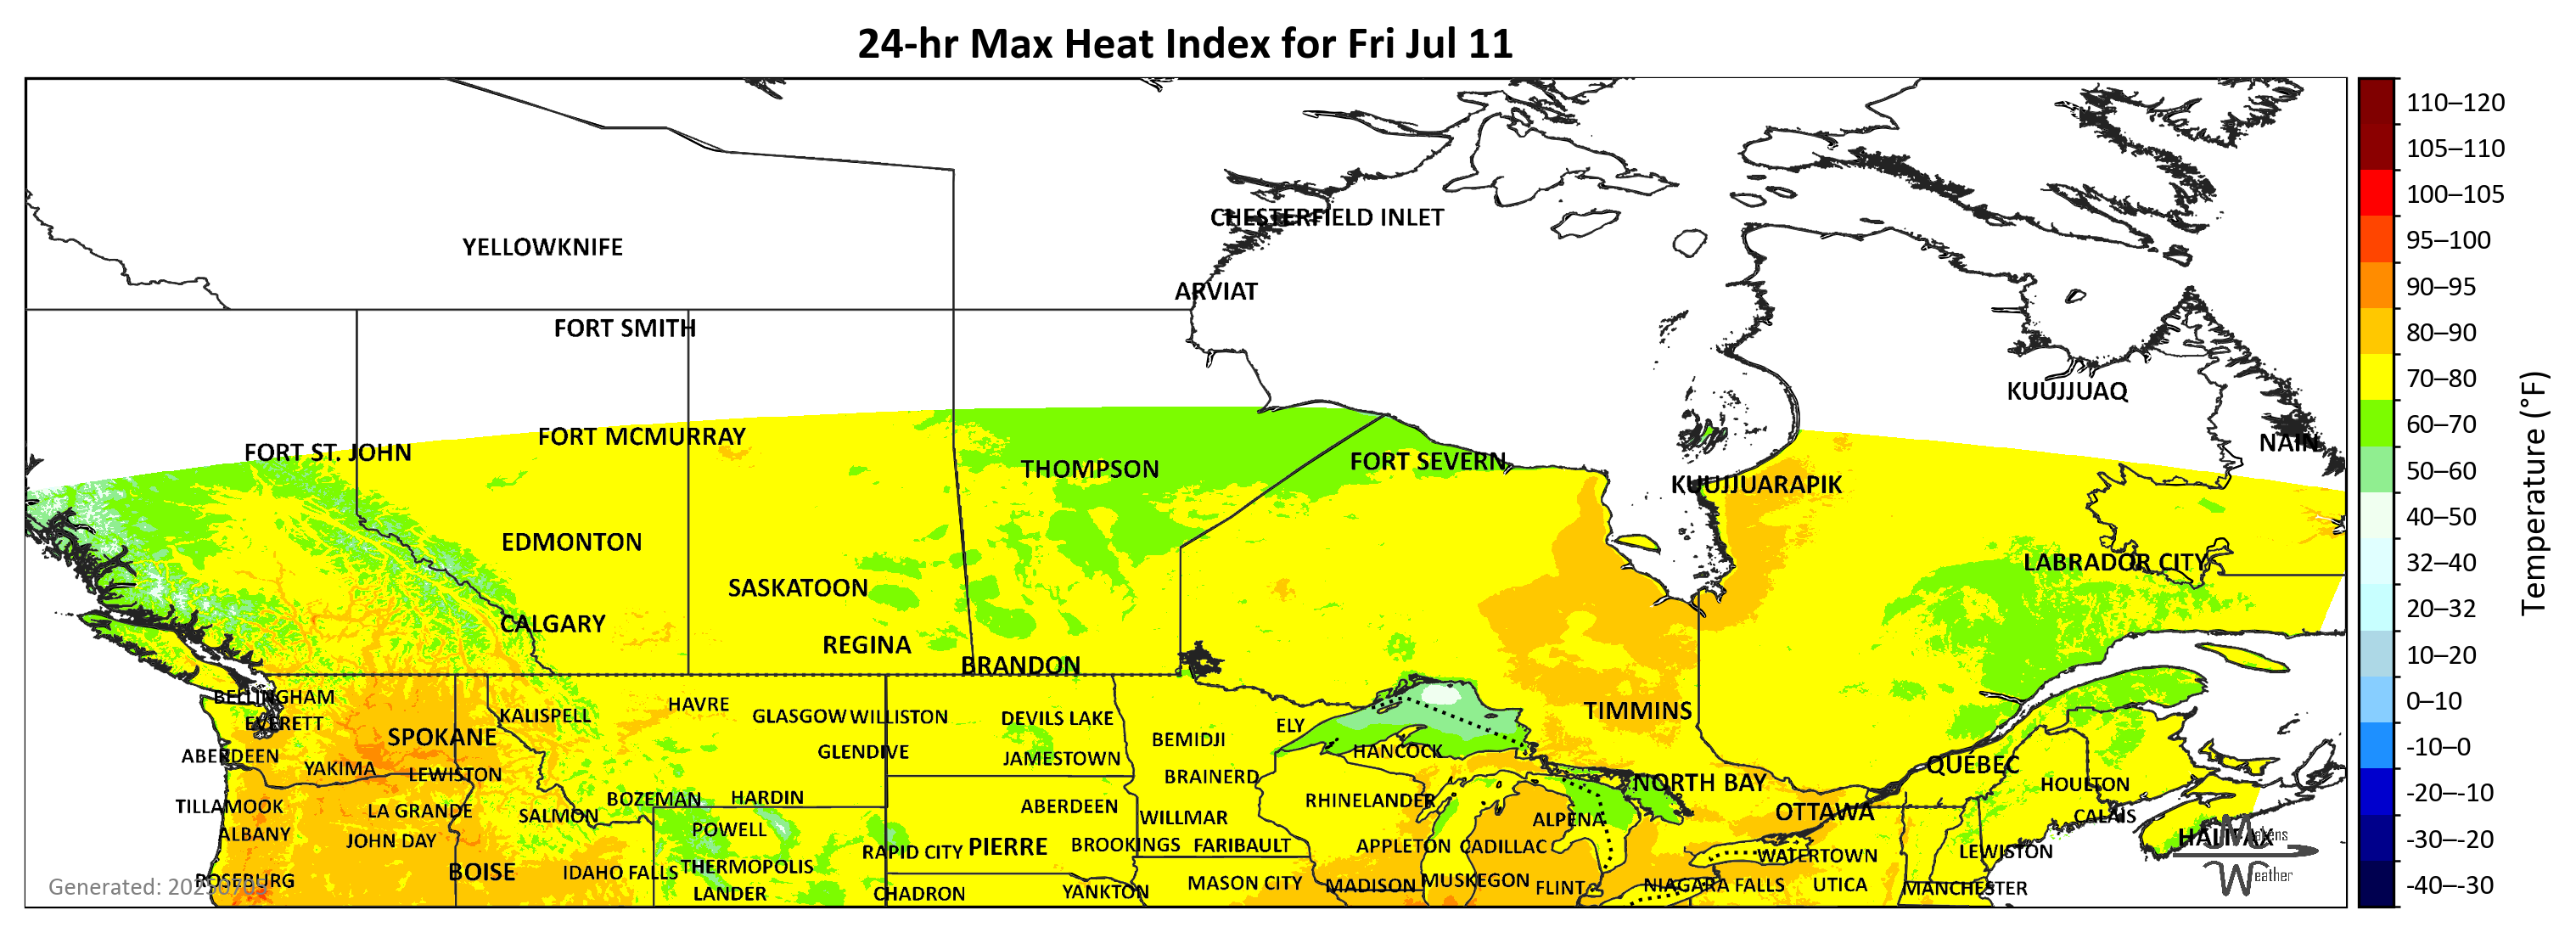 24-hr Max Heat Index for Fri Jul 11
CHESTERFIELD INLET
YELLOWKNIFE
ARVIAT
FORT SMITH
KUUJJUAQ
FORT MCMURRAY
NAIN
FORT ST. JOHN
FORT SEVERN
THOMPSON
KUUJJUARAPIK
EDMONTON
LABRADOR CITY
SASKATOON
CALGARY
REGINA
BRANDON
BELLINGHAM
HAVRE
TIMMINS
KALISPELL
GLASGOW
WILLISTON
DEVILS LAKE
EVERETT
ELY
SPOKANE
BEMIDJI
HANCOCK
ABERDEEN
GLENDIVE
JAMESTOWN
QUÉBEC
YAKIMA
LEWISTON
BRAINERD
NORTH BAY
HOULTON
BOZEMAN
HARDIN
RHINELANDER
TILLAMOOK
LA GRANDE
ABERDEEN
OTTAWA
SALMON
WILLMAR
ALPENA
CALAIS
ALBANY
POWELL
JOHN DAY
HALIFAX
PIERRE
BROOKINGS
FARIBAULT
APPLETON
CADILLAC
RAPID CITY
LEWISTON
WATERTOWN
BOISE
IDAHO FALLS
THERMOPOLIS
ROSEBURG
MASON CITY
MADISON
MUSKEGON
FLINT
NIAGARA FALLS
UTICA
MANCHESTER
LANDER
CHADRON
YANKTON
Weather
110–120
105–110
100–105
95–100
90–95
80–90
70–80
60–70
50–60
40–50
32–40
20–32
10–20
0–10
-10–0
-20–-10
-30–-20
-40–-30
Temperature (°F)